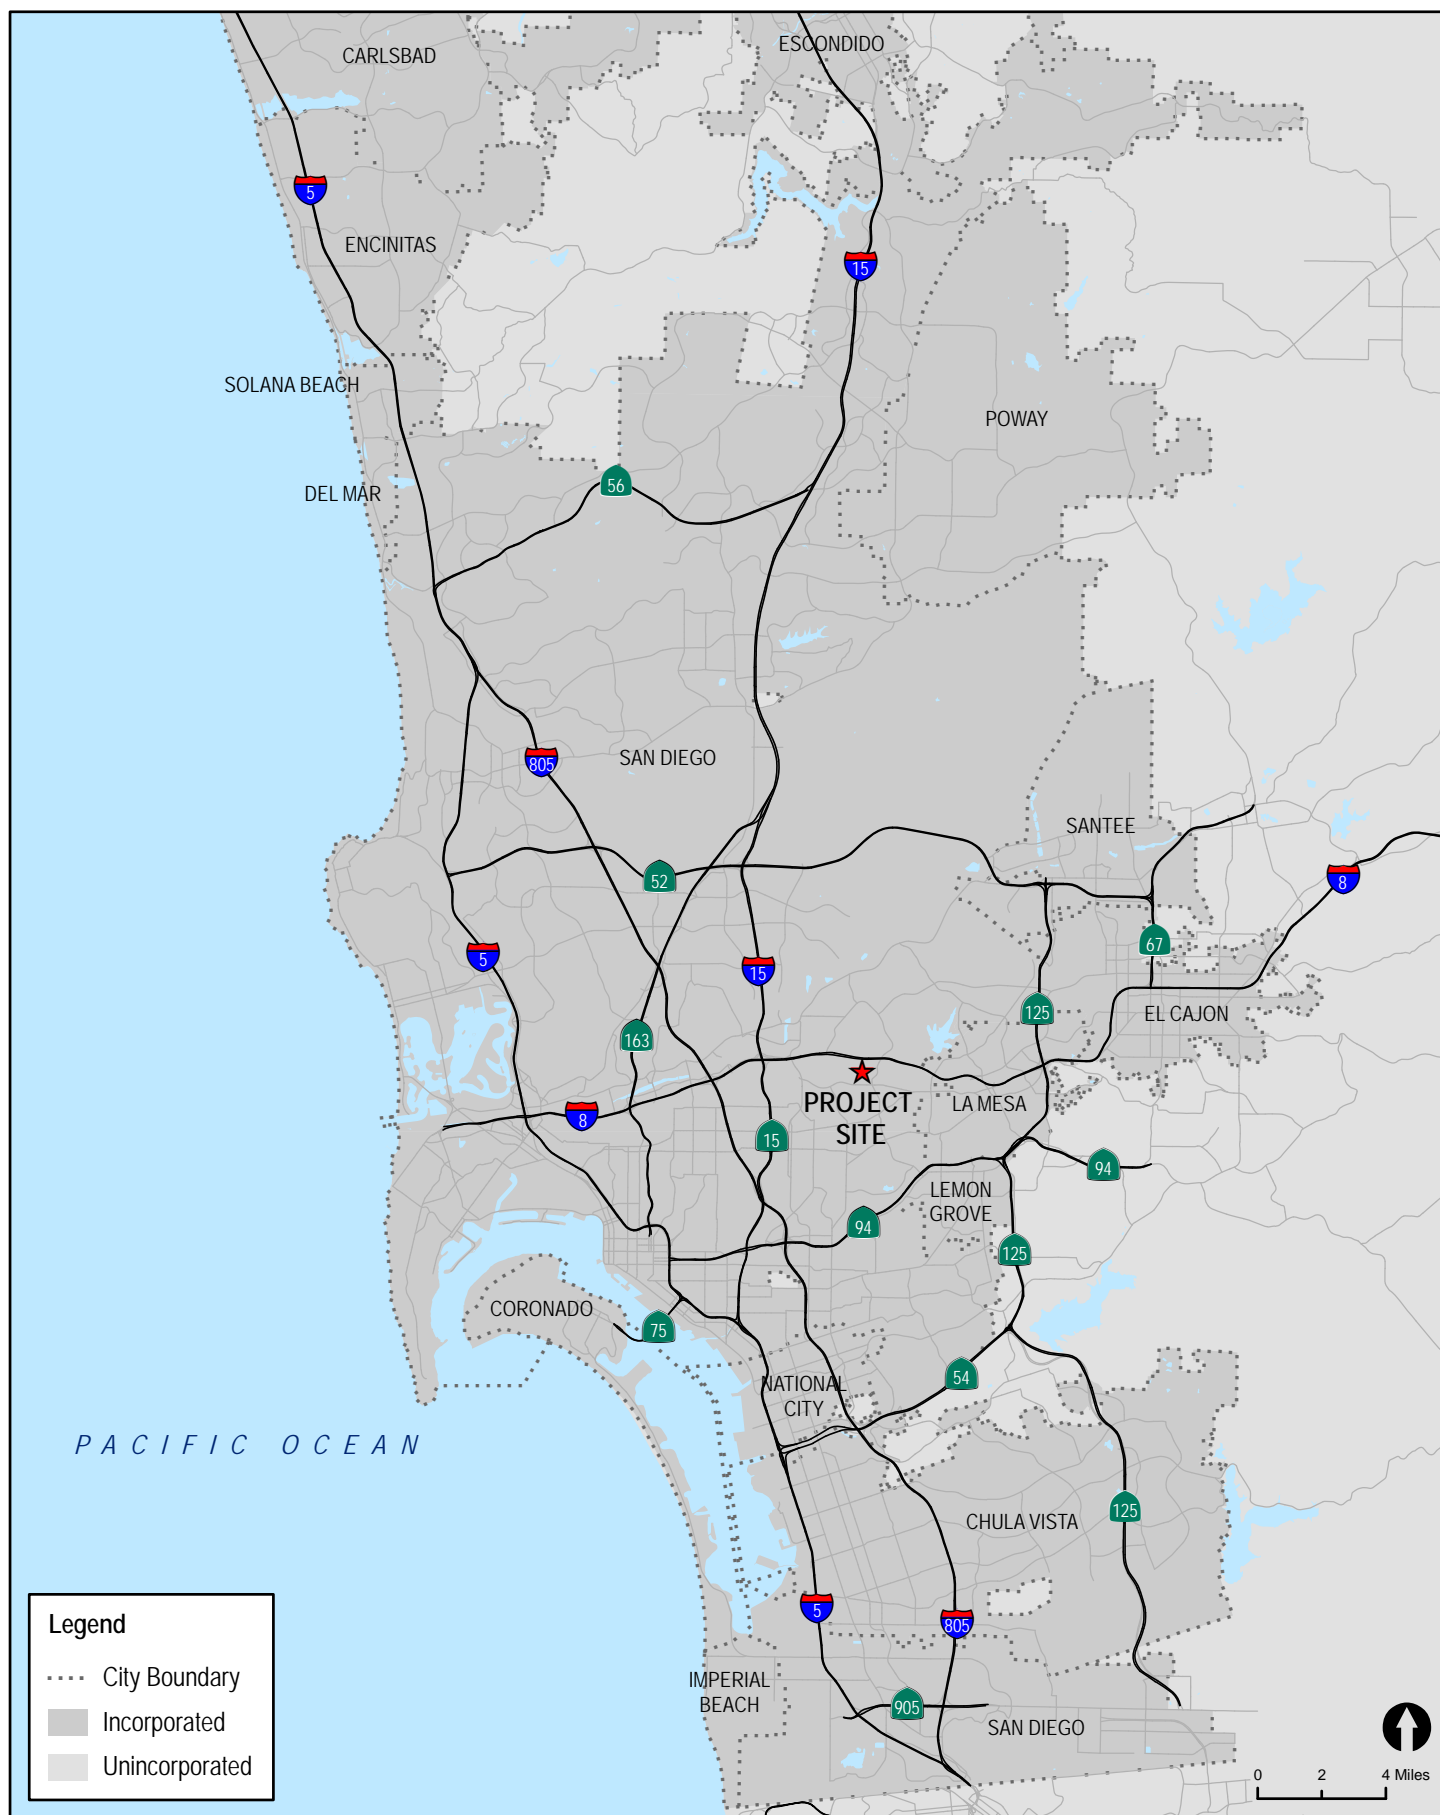 CARLSBAD
ESCONDIDO
5
ENCINITAS
15
SOLANA BEACH
POWAY
56
DEL MAR
805
SAN DIEGO
SANTEE
52
8
67
5
15
125
EL CAJON
163
PROJECT
SITE
LA MESA
8
15
94
LEMON
GROVE
94
125
CORONADO
75
54
NATIONAL
CITY
PACIFIC OCEAN
125
CHULA VISTA
5
805
IMPERIAL
BEACH
905
SAN DIEGO
Legend
City Boundary
Incorporated
Unincorporated
0 2 4 Miles